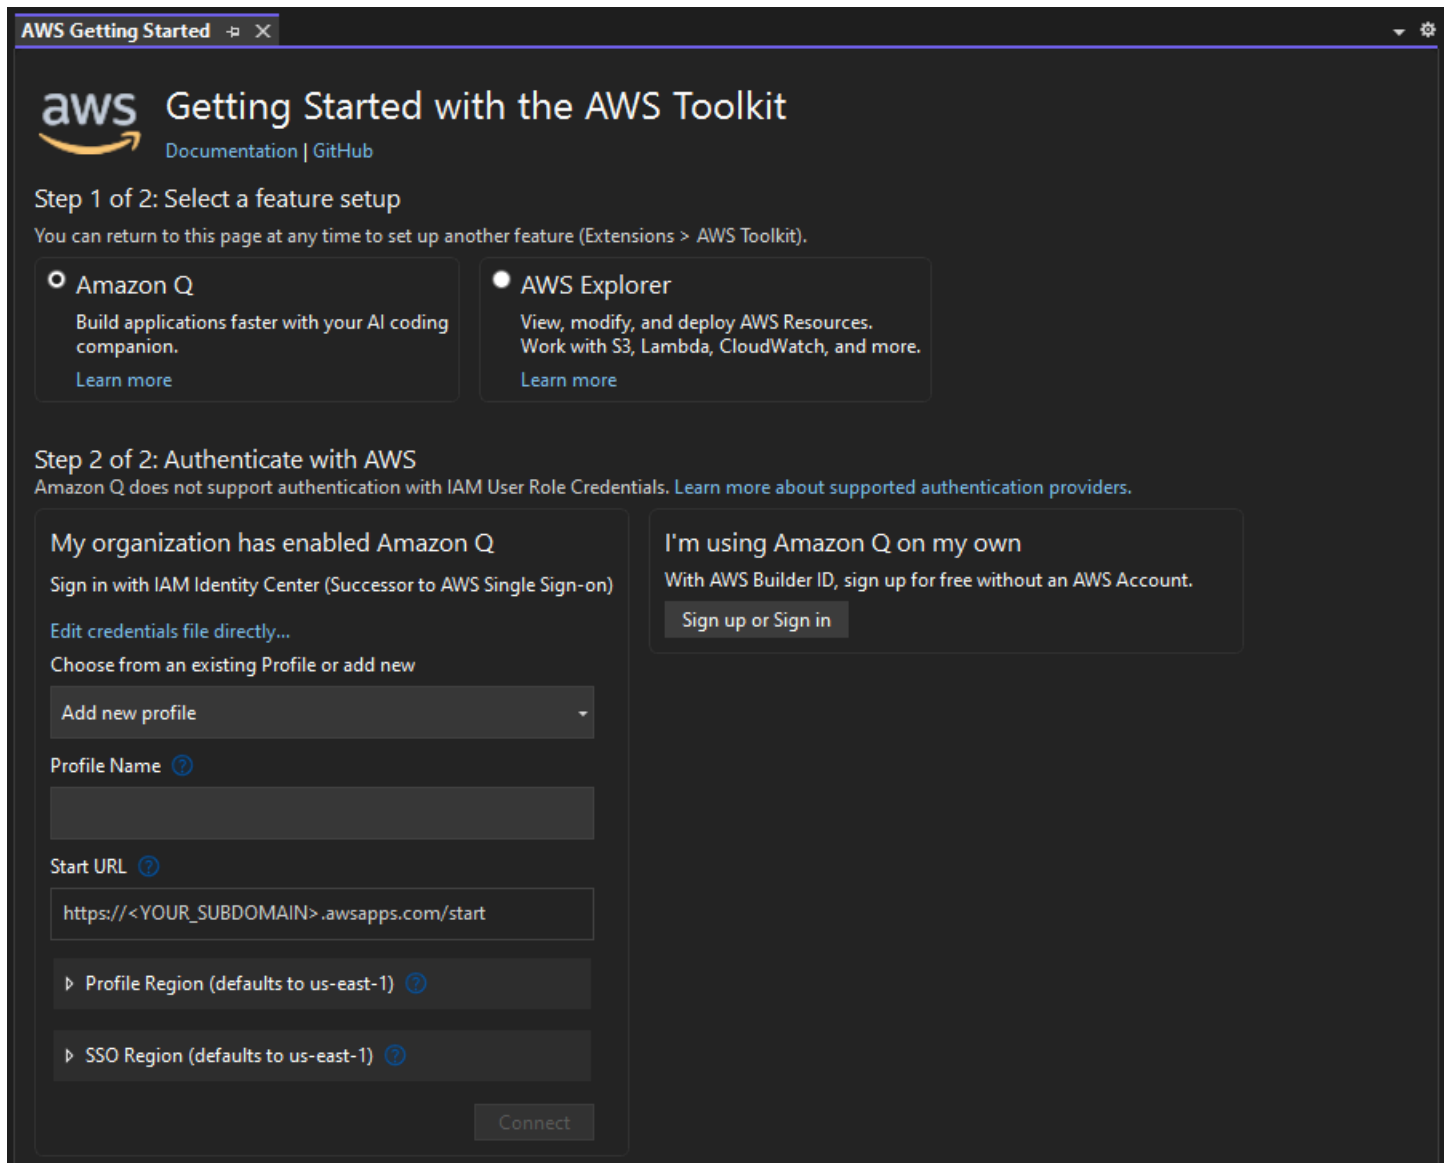 AWS Getting Started
aws
Getting Started with the AWS Toolkit
Documentation | GitHub
Step 1 of 2: Select a feature setup
You can return to this page at any time to set up another feature (Extensions > AWS Toolkit).
Amazon Q
Build applications faster with your AI coding
companion.
Learn more
AWS Explorer
View, modify, and deploy AWS Resources.
Work with S3, Lambda, CloudWatch, and more.
Learn more
Step 2 of 2: Authenticate with AWS
Amazon Q does not support authentication with IAM User Role Credentials. Learn more about supported authentication providers.
My organization has enabled Amazon Q
Sign in with IAM Identity Center (Successor to AWS Single Sign-on)
Edit credentials file directly...
Choose from an existing Profile or add new
Add new profile
Profile Name ?
Start URL ?
https://<YOUR_SUBDOMAIN>.awsapps.com/start
Profile Region (defaults to us-east-1) ?
SSO Region (defaults to us-east-1) ?
Connect
I'm using Amazon Q on my own
With AWS Builder ID, sign up for free without an AWS Account.
Sign up or Sign in